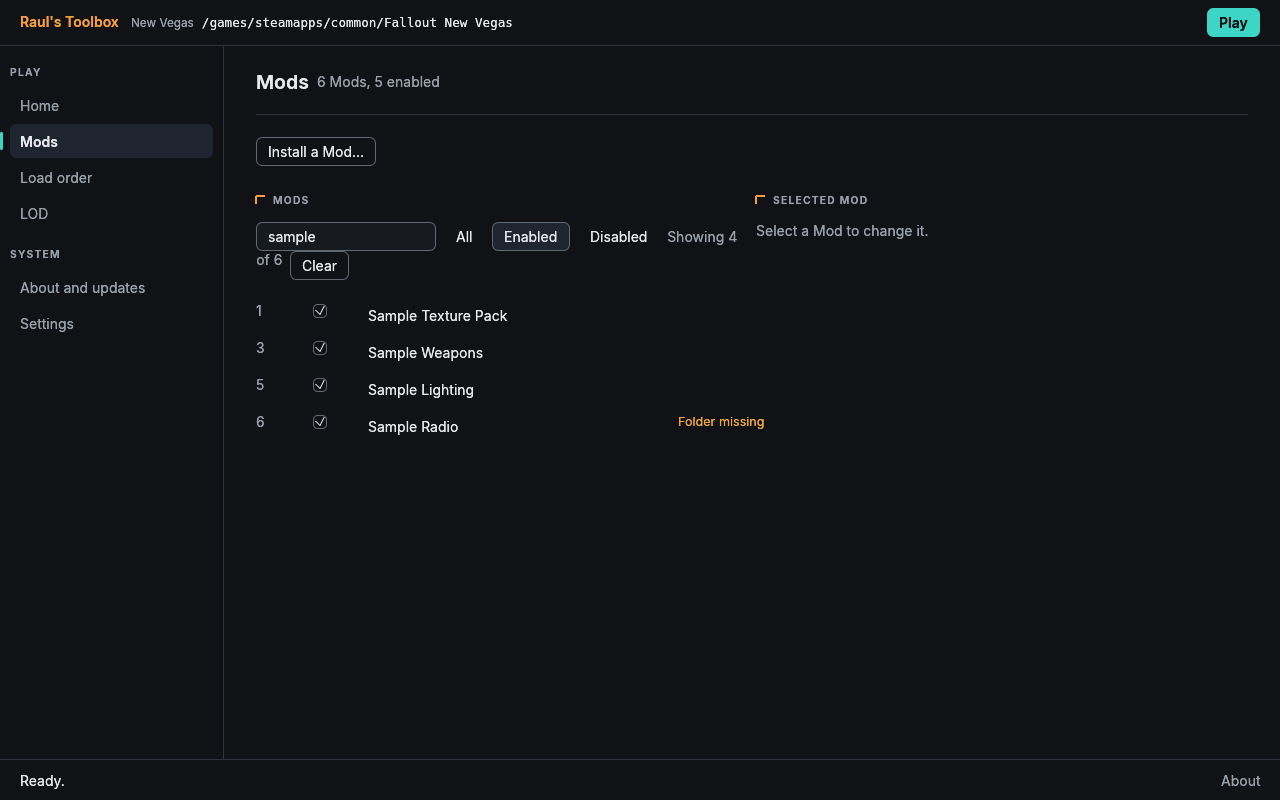 Raul's Toolbox New Vegas /games/steamapps/common/Fallout New Vegas Play
PLAY
Home
Mods
Load order
LOD
SYSTEM
About and updates
Settings
Mods 6 Mods, 5 enabled
Install a Mod...
MODS
sample All Enabled Disabled Showing 4
of 6 Clear
1 Sample Texture Pack
3 Sample Weapons
5 Sample Lighting
6 Sample Radio Folder missing
SELECTED MOD
Select a Mod to change it.
Ready. About